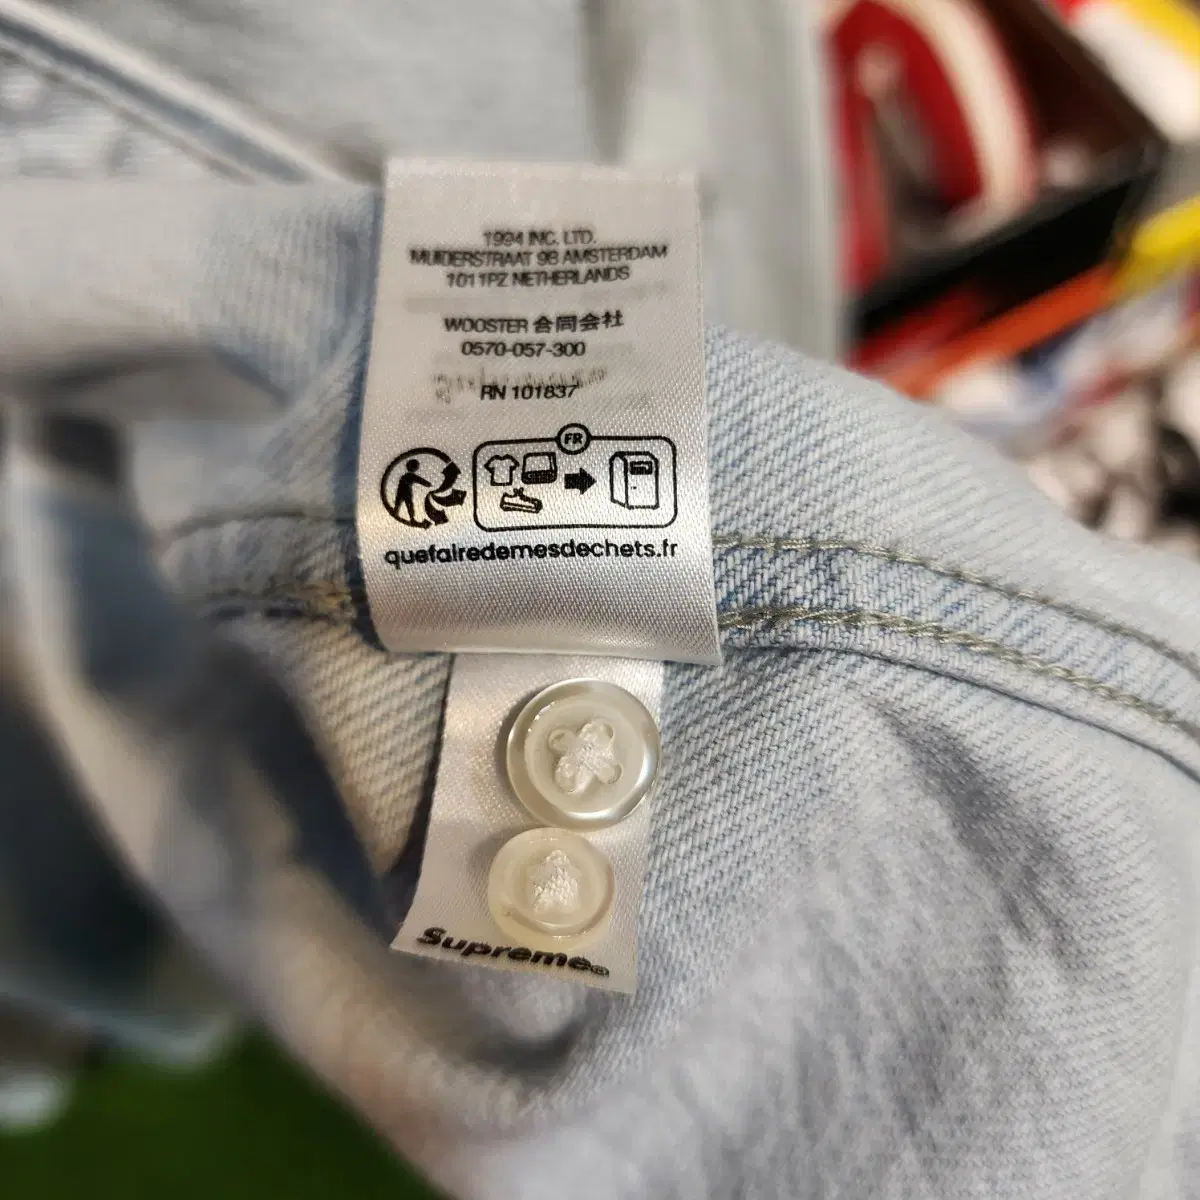 1994 INC. LTD.
MUIDERSTRAAT 98 AMSTERDAM
1011PZ NETHERLANDS
WOOSTER 合同会社
0570-057-300
RN 101837
FR
quefairedemesdechets.fr
Supreme®